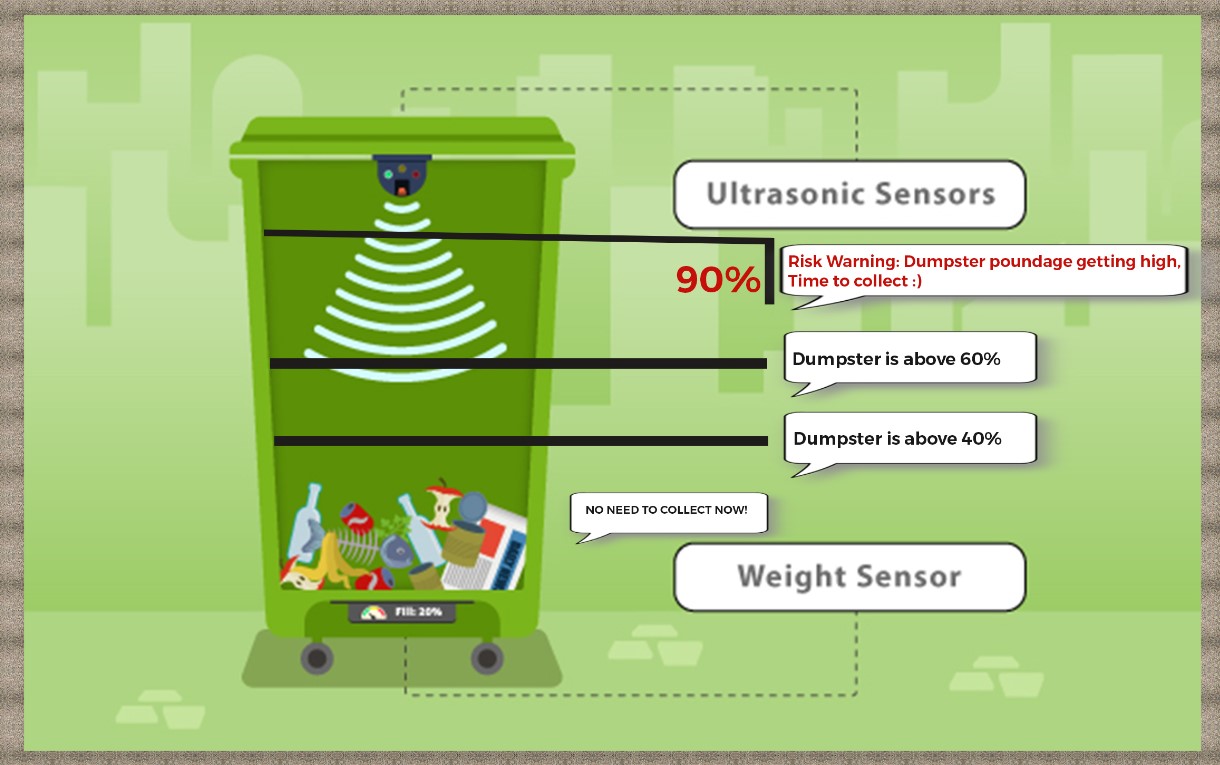 Ultrasonic Sensors
90%
Risk Warning: Dumpster poundage getting high,
Time to collect :)
Dumpster is above 60%
Dumpster is above 40%
NO NEED TO COLLECT NOW!
Weight Sensor
Fill: 20%